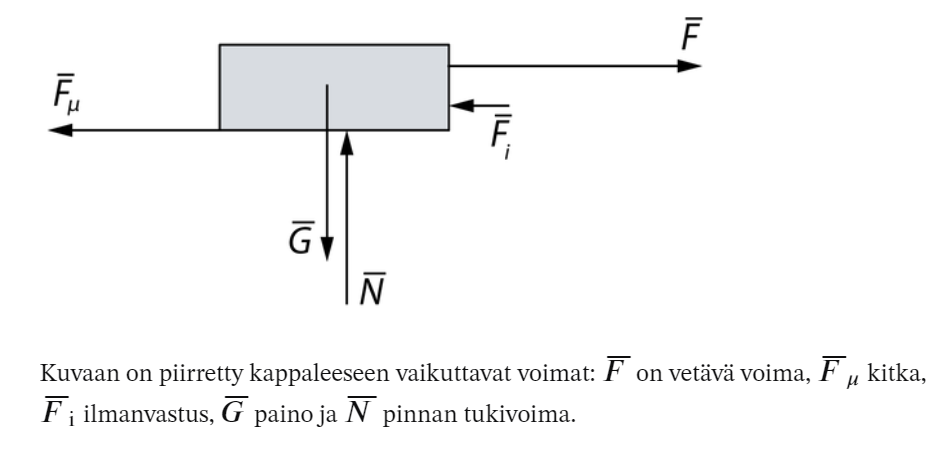 F̅
F̅μ
F̅i
G̅
N̅
Kuvaan on piirretty kappaleeseen vaikuttavat voimat: F̅ on vetävä voima, F̅ μ kitka,
F̅ i ilmanvastus, G̅ paino ja N̅ pinnan tukivoima.